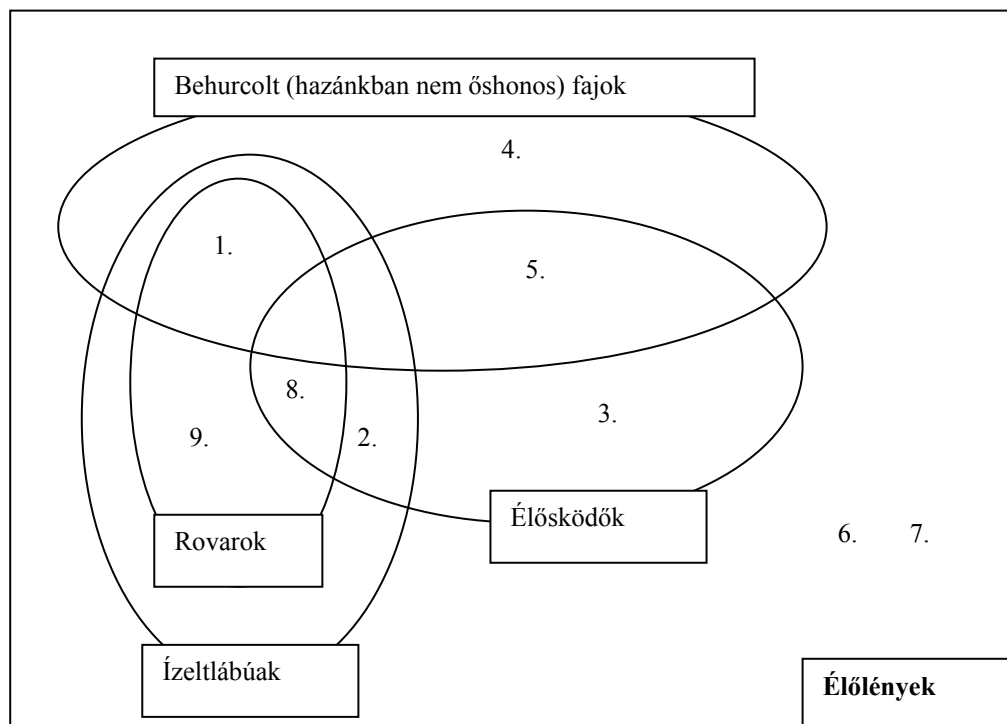 Behurcolt (hazánkban nem őshonos) fajok
4.
1.
5.
8.
3.
9.
2.
Élősködők
Rovarok
6.
7.
Ízeltlábúak
Élőlények